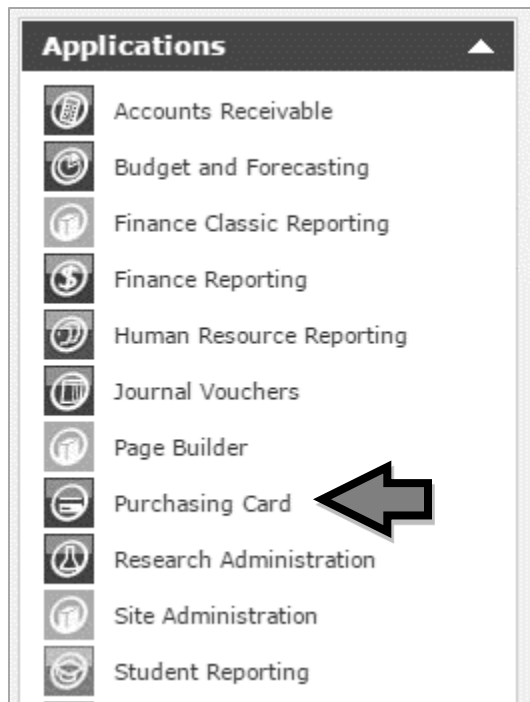 Applications
Accounts Receivable
Budget and Forecasting
Finance Classic Reporting
Finance Reporting
Human Resource Reporting
Journal Vouchers
Page Builder
Purchasing Card
Research Administration
Site Administration
Student Reporting